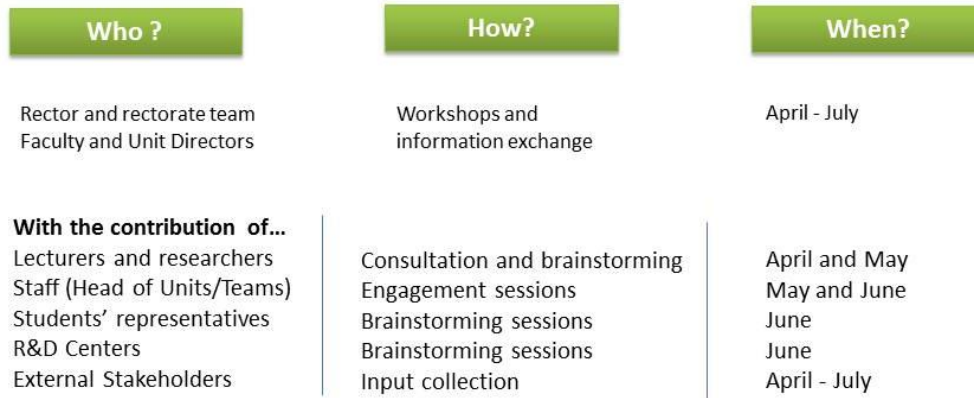 Who ?
How?
When?
Rector and rectorate team
Faculty and Unit Directors
Workshops and
information exchange
April - July
With the contribution of...
Lecturers and researchers
Consultation and brainstorming
April and May
Staff (Head of Units/Teams)
Engagement sessions
May and June
Students’ representatives
Brainstorming sessions
June
R&D Centers
Brainstorming sessions
June
External Stakeholders
Input collection
April - July